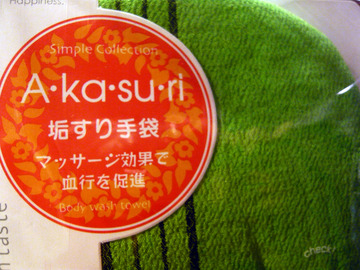 Happiness.
Simple Collection
A·ka·su·ri
垢すり手袋
マッサージ効果で
血行を促進
Body wash towel
taste